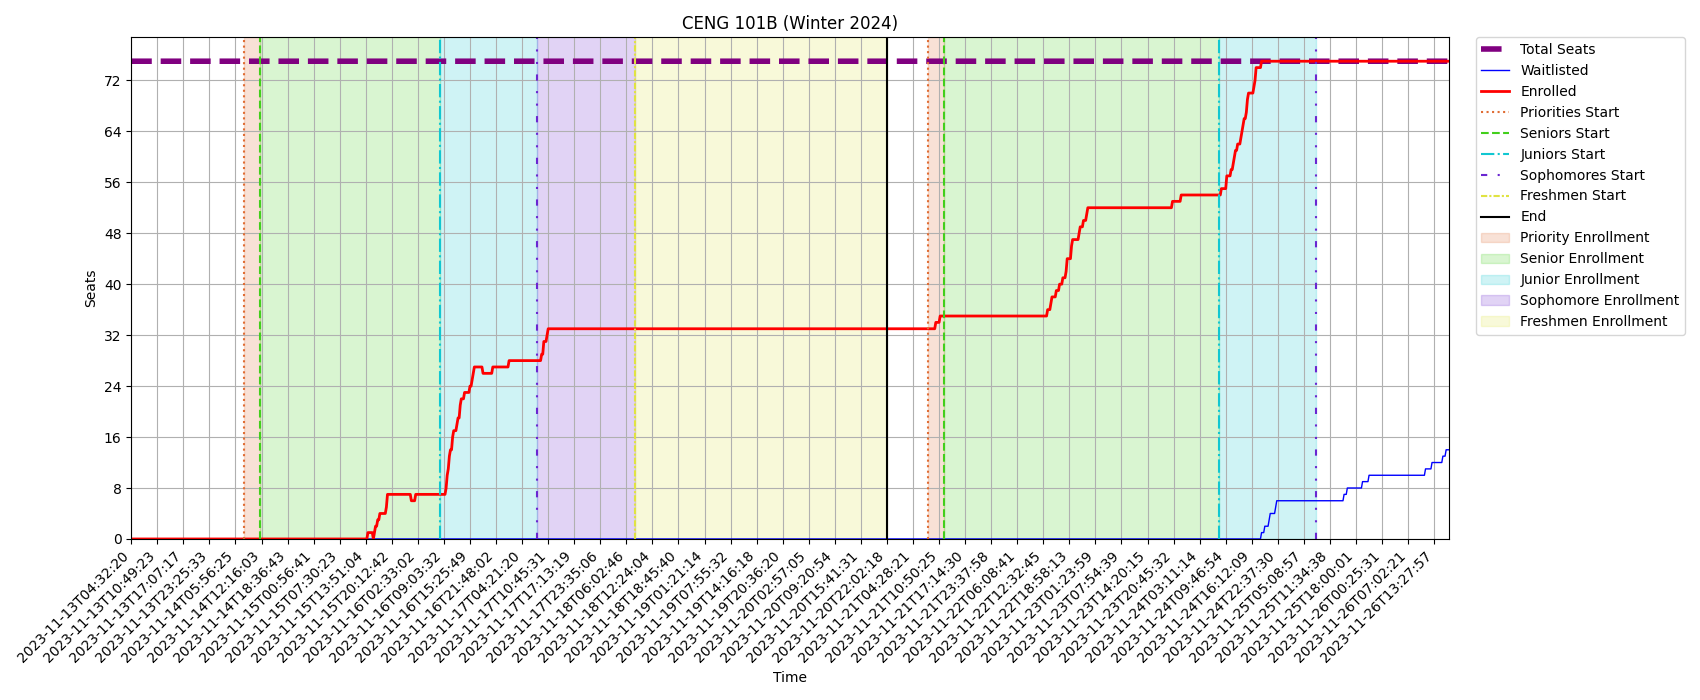 CENG 101B (Winter 2024)
Seats
72
64
56
48
40
32
24
16
8
0
2023-11-13T04:32:20
2023-11-13T10:49:23
2023-11-13T17:07:17
2023-11-13T23:25:33
2023-11-14T05:56:25
2023-11-14T12:16:03
2023-11-14T18:36:43
2023-11-15T00:56:41
2023-11-15T07:30:23
2023-11-15T13:51:04
2023-11-15T20:12:42
2023-11-16T02:33:02
2023-11-16T09:03:32
2023-11-16T15:25:49
2023-11-16T21:48:02
2023-11-17T04:21:20
2023-11-17T10:45:31
2023-11-17T17:13:19
2023-11-17T23:35:06
2023-11-18T06:02:46
2023-11-18T12:24:04
2023-11-18T18:45:40
2023-11-19T01:21:14
2023-11-19T07:55:32
2023-11-19T14:16:18
2023-11-19T20:36:20
2023-11-20T02:57:05
2023-11-20T09:20:54
2023-11-20T15:41:31
2023-11-20T22:02:18
2023-11-21T04:28:21
2023-11-21T10:50:25
2023-11-21T17:14:30
2023-11-21T23:37:58
2023-11-22T06:08:41
2023-11-22T12:32:45
2023-11-22T18:58:13
2023-11-23T01:23:59
2023-11-23T07:54:39
2023-11-23T14:20:15
2023-11-23T20:45:32
2023-11-24T03:11:14
2023-11-24T09:46:54
2023-11-24T16:12:09
2023-11-24T22:37:30
2023-11-25T05:08:57
2023-11-25T11:34:38
2023-11-25T18:00:01
2023-11-26T00:25:31
2023-11-26T07:02:21
2023-11-26T13:27:57
Time
Total Seats
Waitlisted
Enrolled
Priorities Start
Seniors Start
Juniors Start
Sophomores Start
Freshmen Start
End
Priority Enrollment
Senior Enrollment
Junior Enrollment
Sophomore Enrollment
Freshmen Enrollment